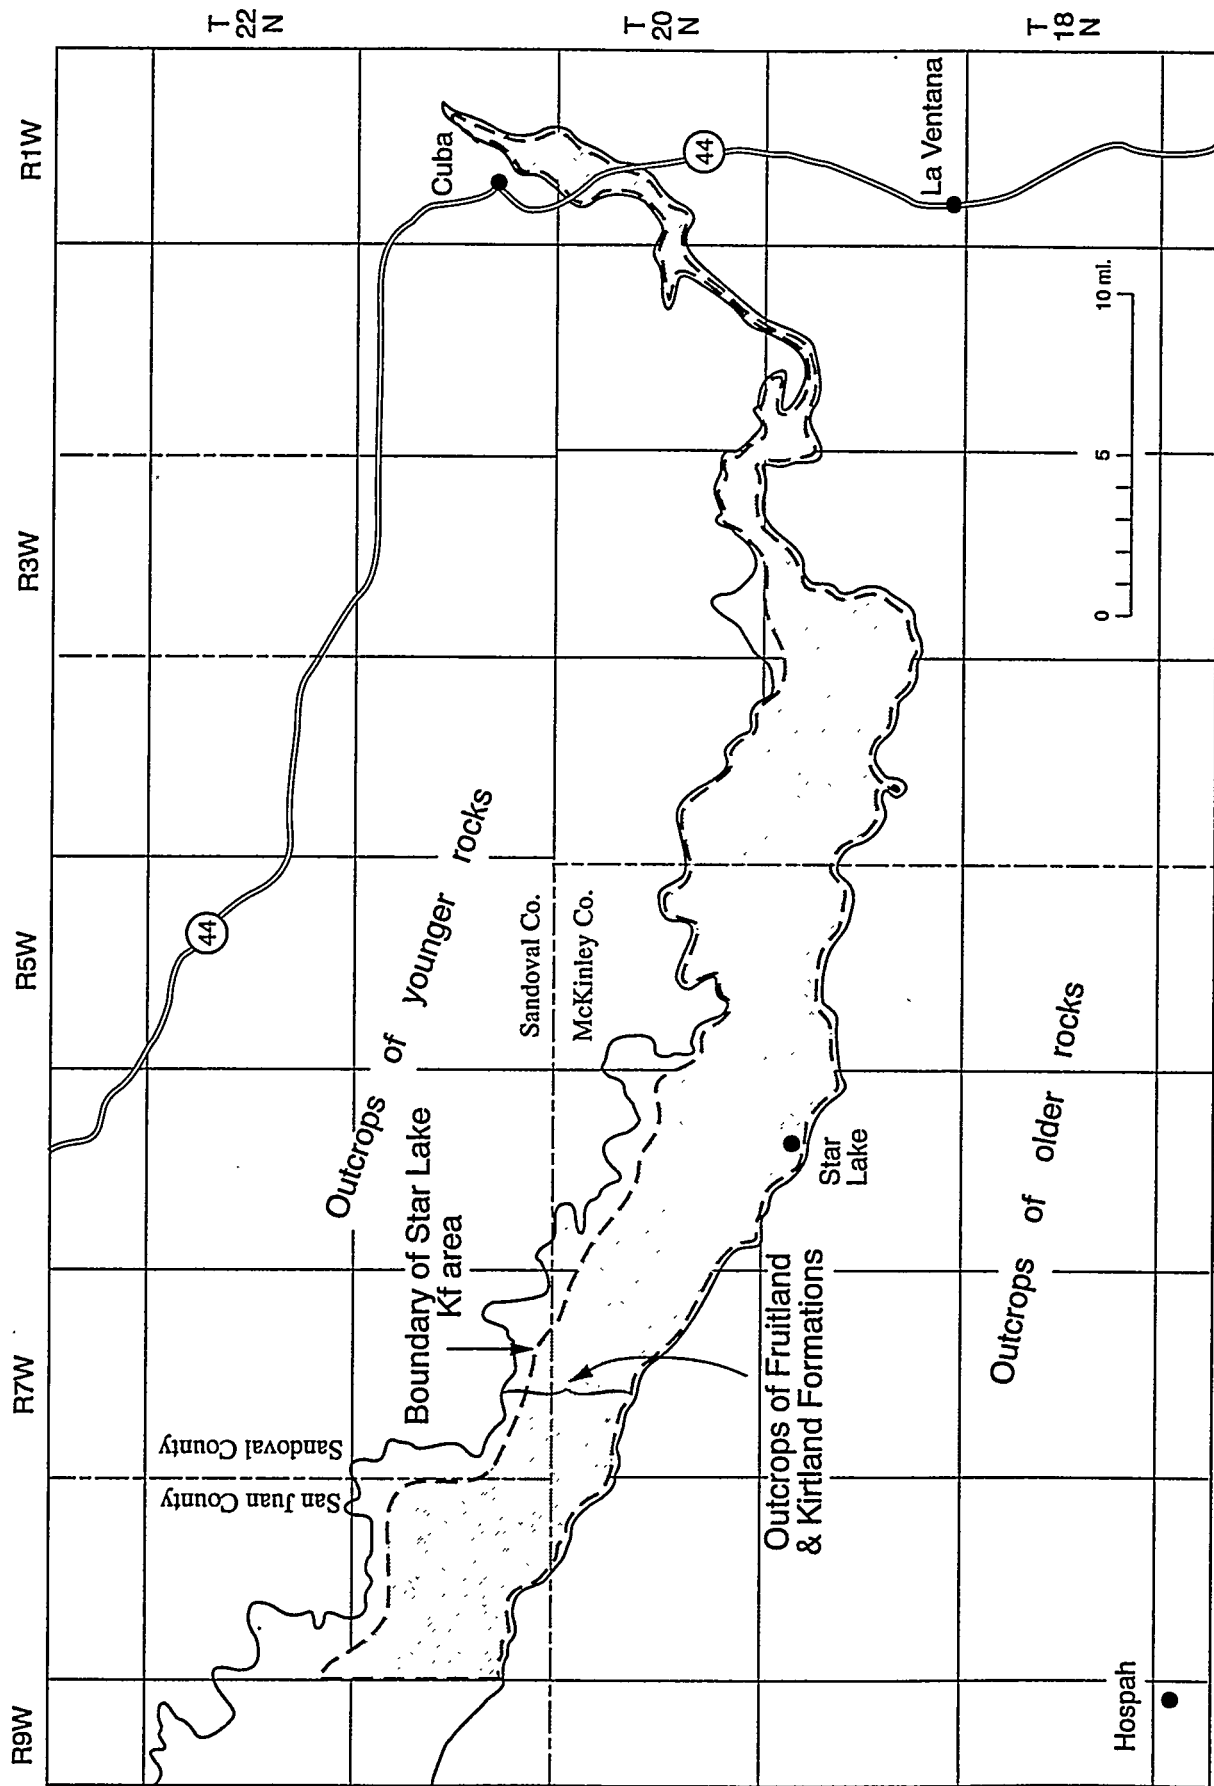 R9W
R7W
R5W
R3W
R1W
T
22
N
T
20
N
T
18
N
44
Cuba
44
La Ventana
Outcrops of younger rocks
San Juan County
Sandoval County
Sandoval Co.
McKinley Co.
Boundary of Star Lake
Kf area
Star
Lake
Outcrops of Fruitland
& Kirtland Formations
Outcrops of older rocks
Hospah
0
5
10 mi.